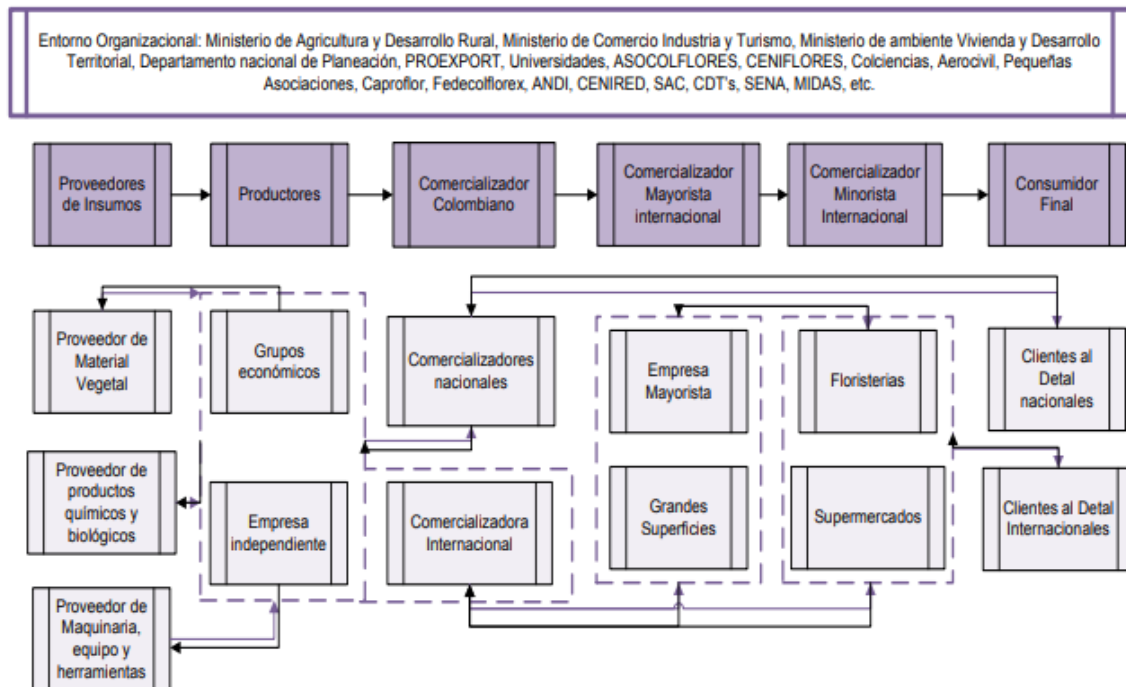 Entorno Organizacional: Ministerio de Agricultura y Desarrollo Rural, Ministerio de Comercio Industria y Turismo, Ministerio de ambiente Vivienda y Desarrollo
Territorial, Departamento nacional de Planeación, PROEXPORT, Universidades, ASOCOLFLORES, CENIFLORES, Colciencias, Aerocivil, Pequeñas
Asociaciones, Caproflor, Fedecolflorex, ANDI, CENIRED, SAC, CDT's, SENA, MIDAS, etc.
Proveedores
de Insumos
Productores
Comercializador
Colombiano
Comercializador
Mayorista
internacional
Comercializador
Minorista
Internacional
Consumidor
Final
Proveedor de
Material
Vegetal
Grupos
económicos
Comercializadores
nacionales
Empresa
Mayorista
Floristerias
Clientes al
Detal
nacionales
Proveedor de
productos
químicos y
biológicos
Empresa
independiente
Comercializadora
Internacional
Grandes
Superficies
Supermercados
Clientes al Detal
Internacionales
Proveedor de
Maquinaria,
equipo y
herramientas